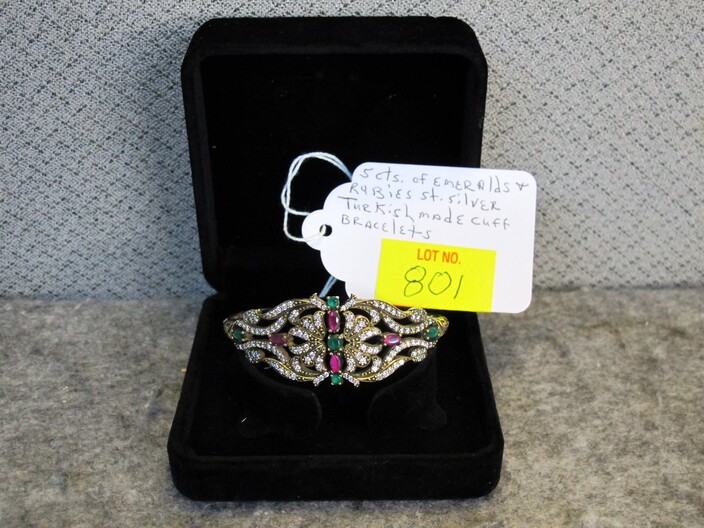 5 cts. of EMERAlds &
RUBiES st. silVER
TurKish mAdE Cuff
BRACElEtS
LOT NO.
801